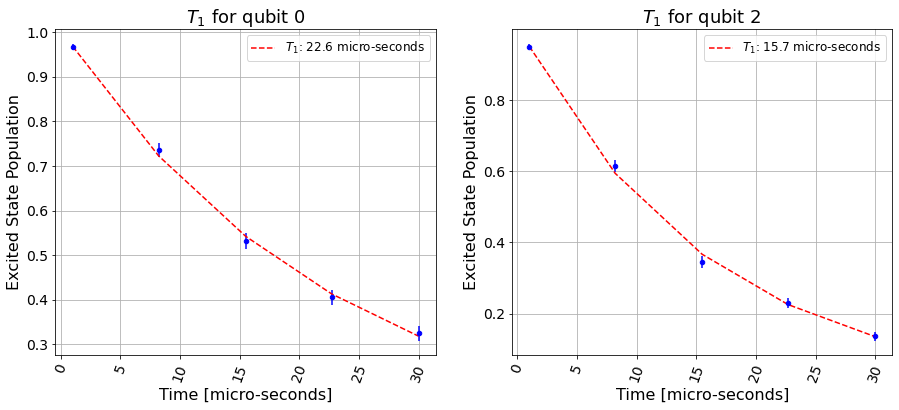 T₁ for qubit 0
T₁: 22.6 micro-seconds
Excited State Population
1.0
0.9
0.8
0.7
0.6
0.5
0.4
0.3
0 5 10 15 20 25 30
Time [micro-seconds]
T₁ for qubit 2
T₁: 15.7 micro-seconds
Excited State Population
0.8
0.6
0.4
0.2
0 5 10 15 20 25 30
Time [micro-seconds]